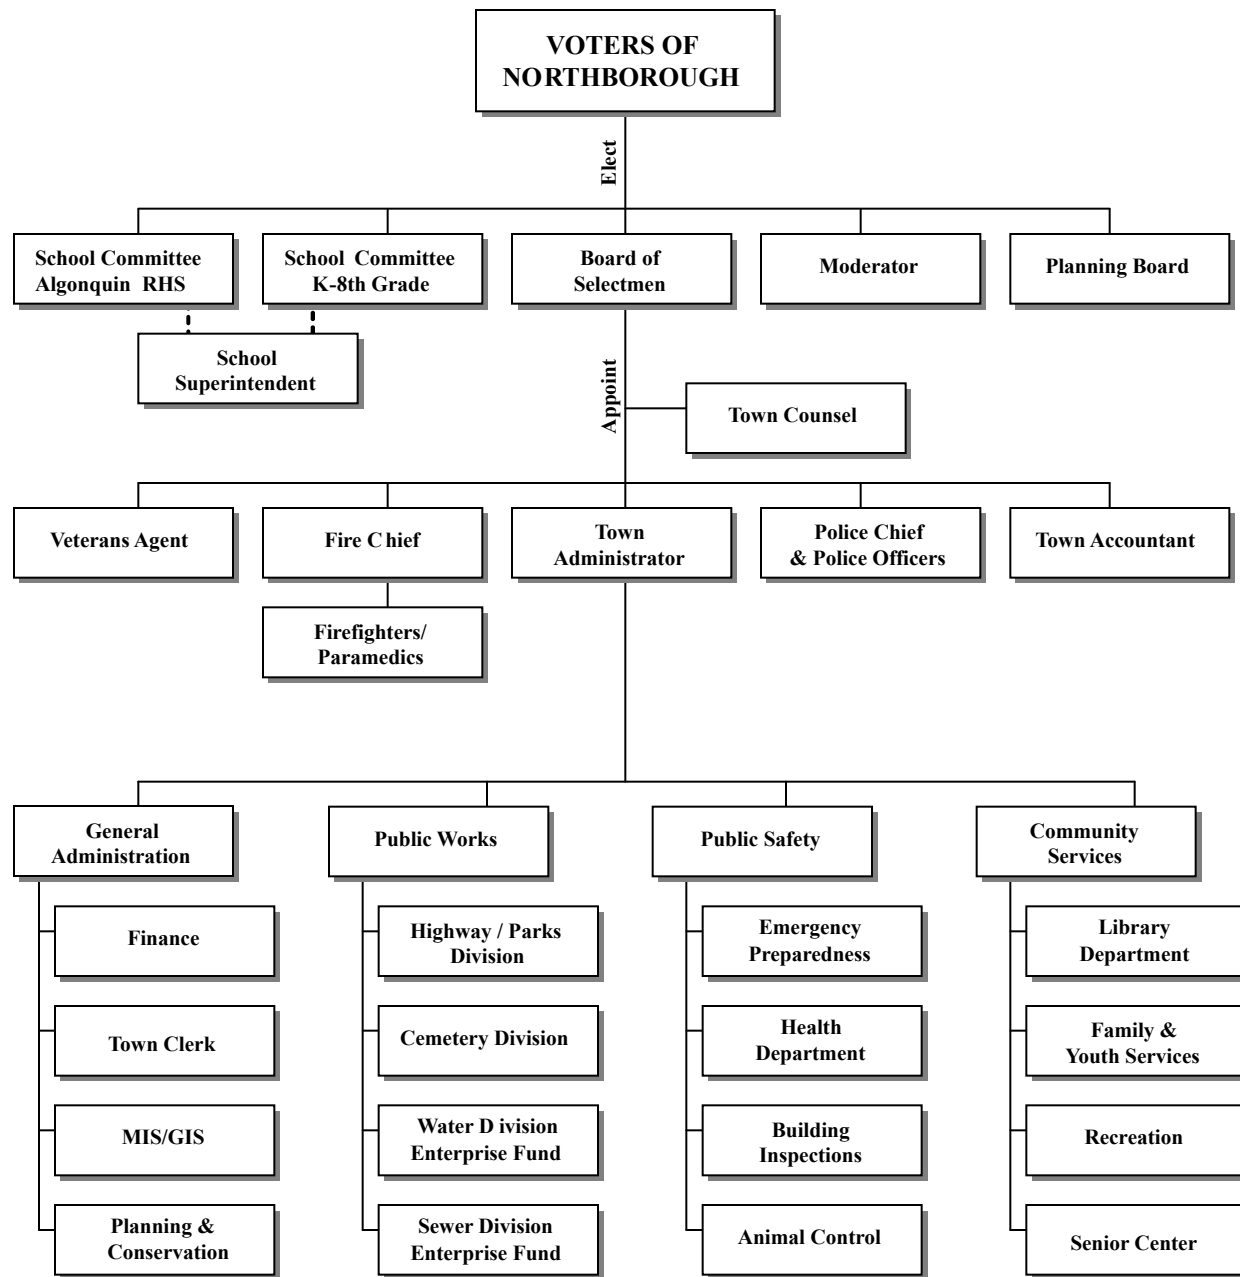 VOTERS OF
NORTHBOROUGH
Elect
School Committee
Algonquin RHS
School Committee
K-8th Grade
Board of
Selectmen
Moderator
Planning Board
School
Superintendent
Appoint
Town Counsel
Veterans Agent
Fire Chief
Town
Administrator
Police Chief
& Police Officers
Town Accountant
Firefighters/
Paramedics
General
Administration
Public Works
Public Safety
Community
Services
Finance
Highway / Parks
Division
Emergency
Preparedness
Library
Department
Town Clerk
Cemetery Division
Health
Department
Family &
Youth Services
MIS/GIS
Water Division
Enterprise Fund
Building
Inspections
Recreation
Planning &
Conservation
Sewer Division
Enterprise Fund
Animal Control
Senior Center